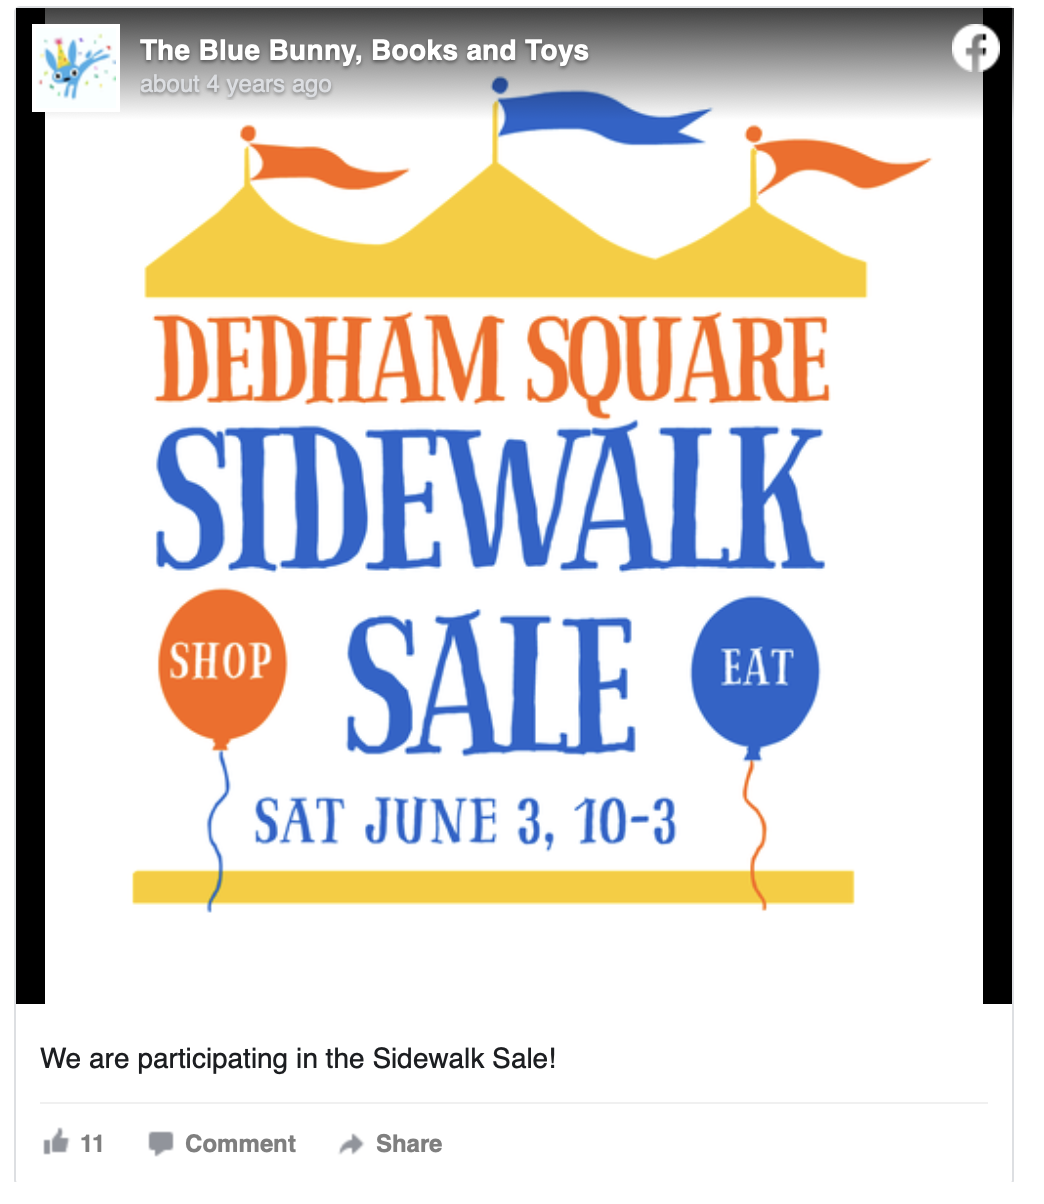 The Blue Bunny, Books and Toys
about 4 years ago
DEDHAM SQUARE
SIDEWALK
SHOP
SALE
EAT
SAT JUNE 3, 10-3
We are participating in the Sidewalk Sale!
11 Comment Share